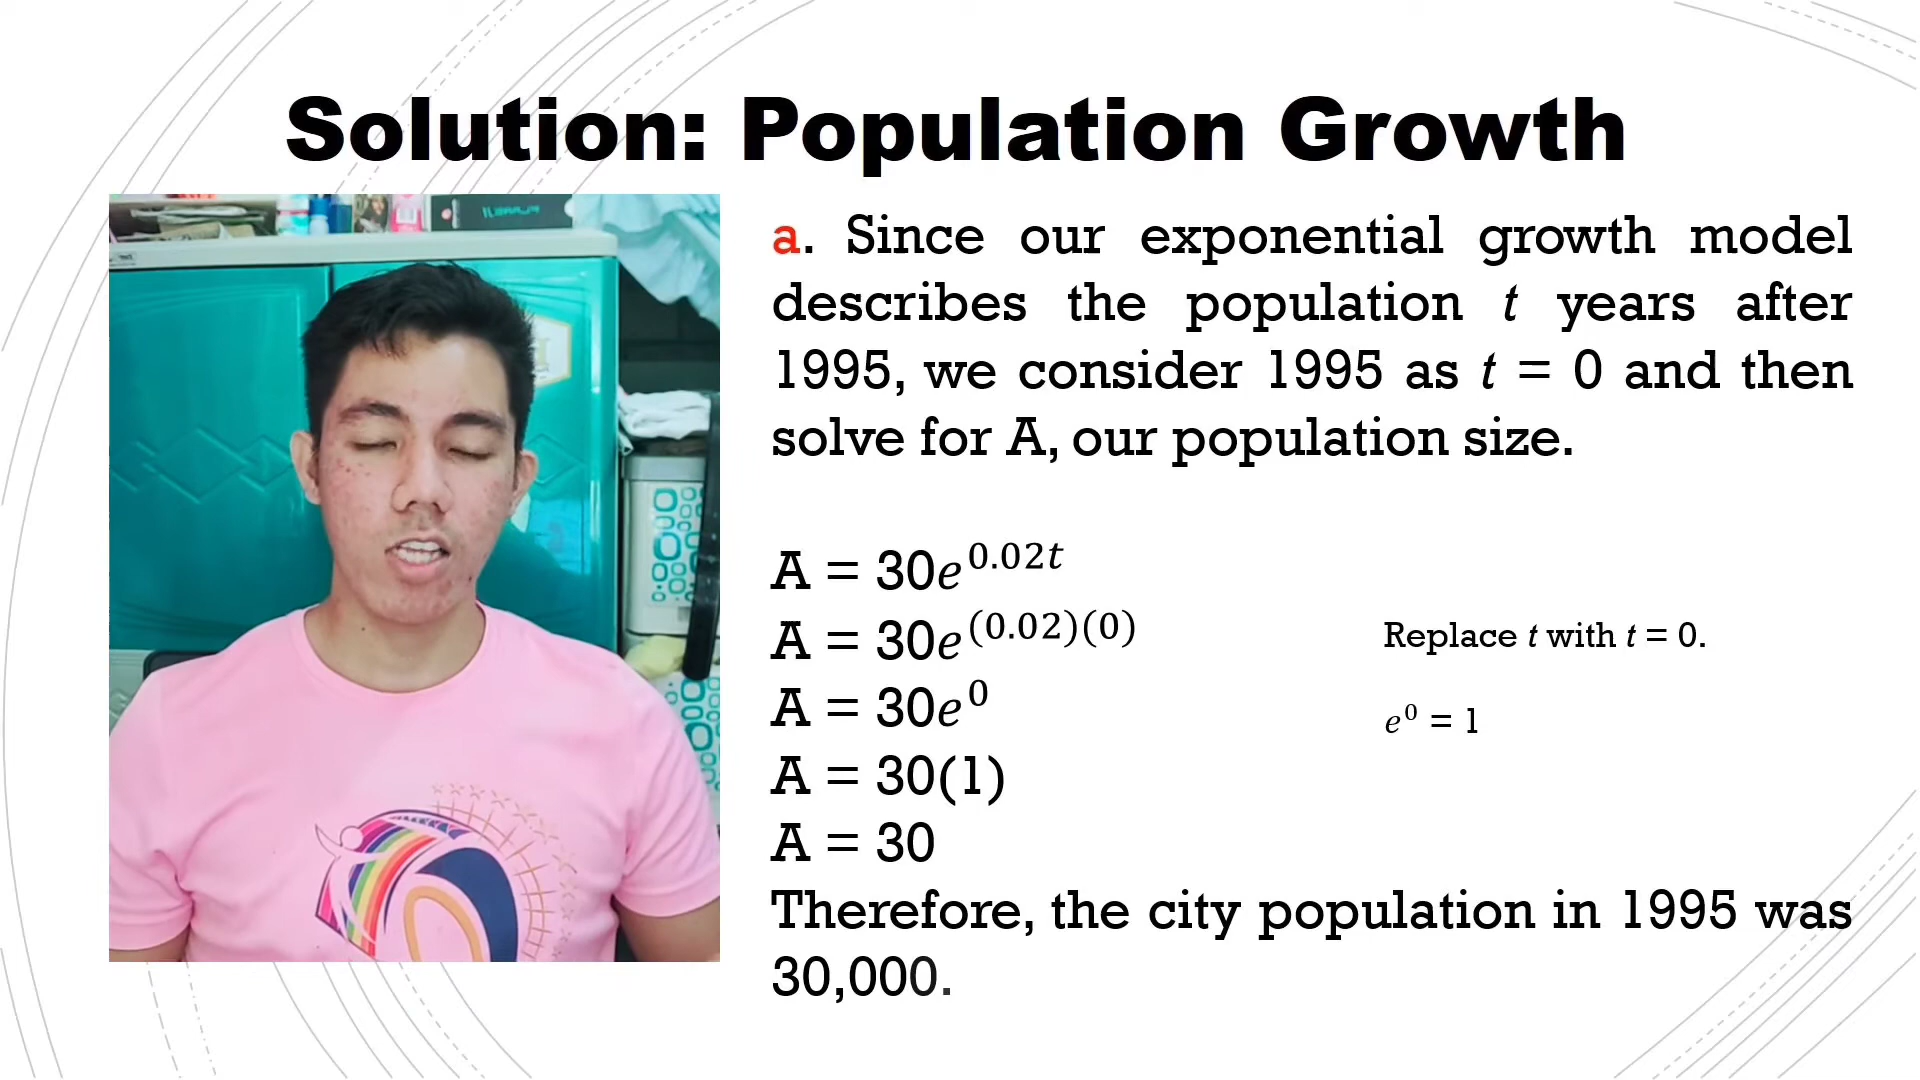 Solution: Population Growth
a. Since our exponential growth model
describes the population t years after
1995, we consider 1995 as t = 0 and then
solve for A, our population size.
A = 30e^{0.02t}
A = 30e^{(0.02)(0)}
Replace t with t = 0.
A = 30e^0
e^0 = 1
A = 30(1)
A = 30
Therefore, the city population in 1995 was
30,000.